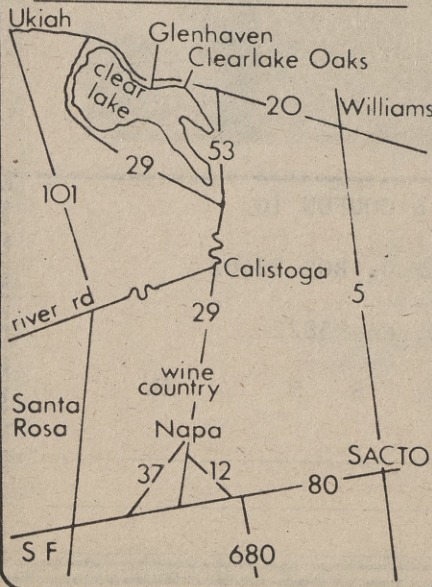 Ukiah
Glenhaven
Clearlake Oaks
clear
lake
20
Williams
53
29
101
Calistoga
river rd
29
5
wine
country
Santa
Rosa
Napa
SACTO
37
12
80
S F
680